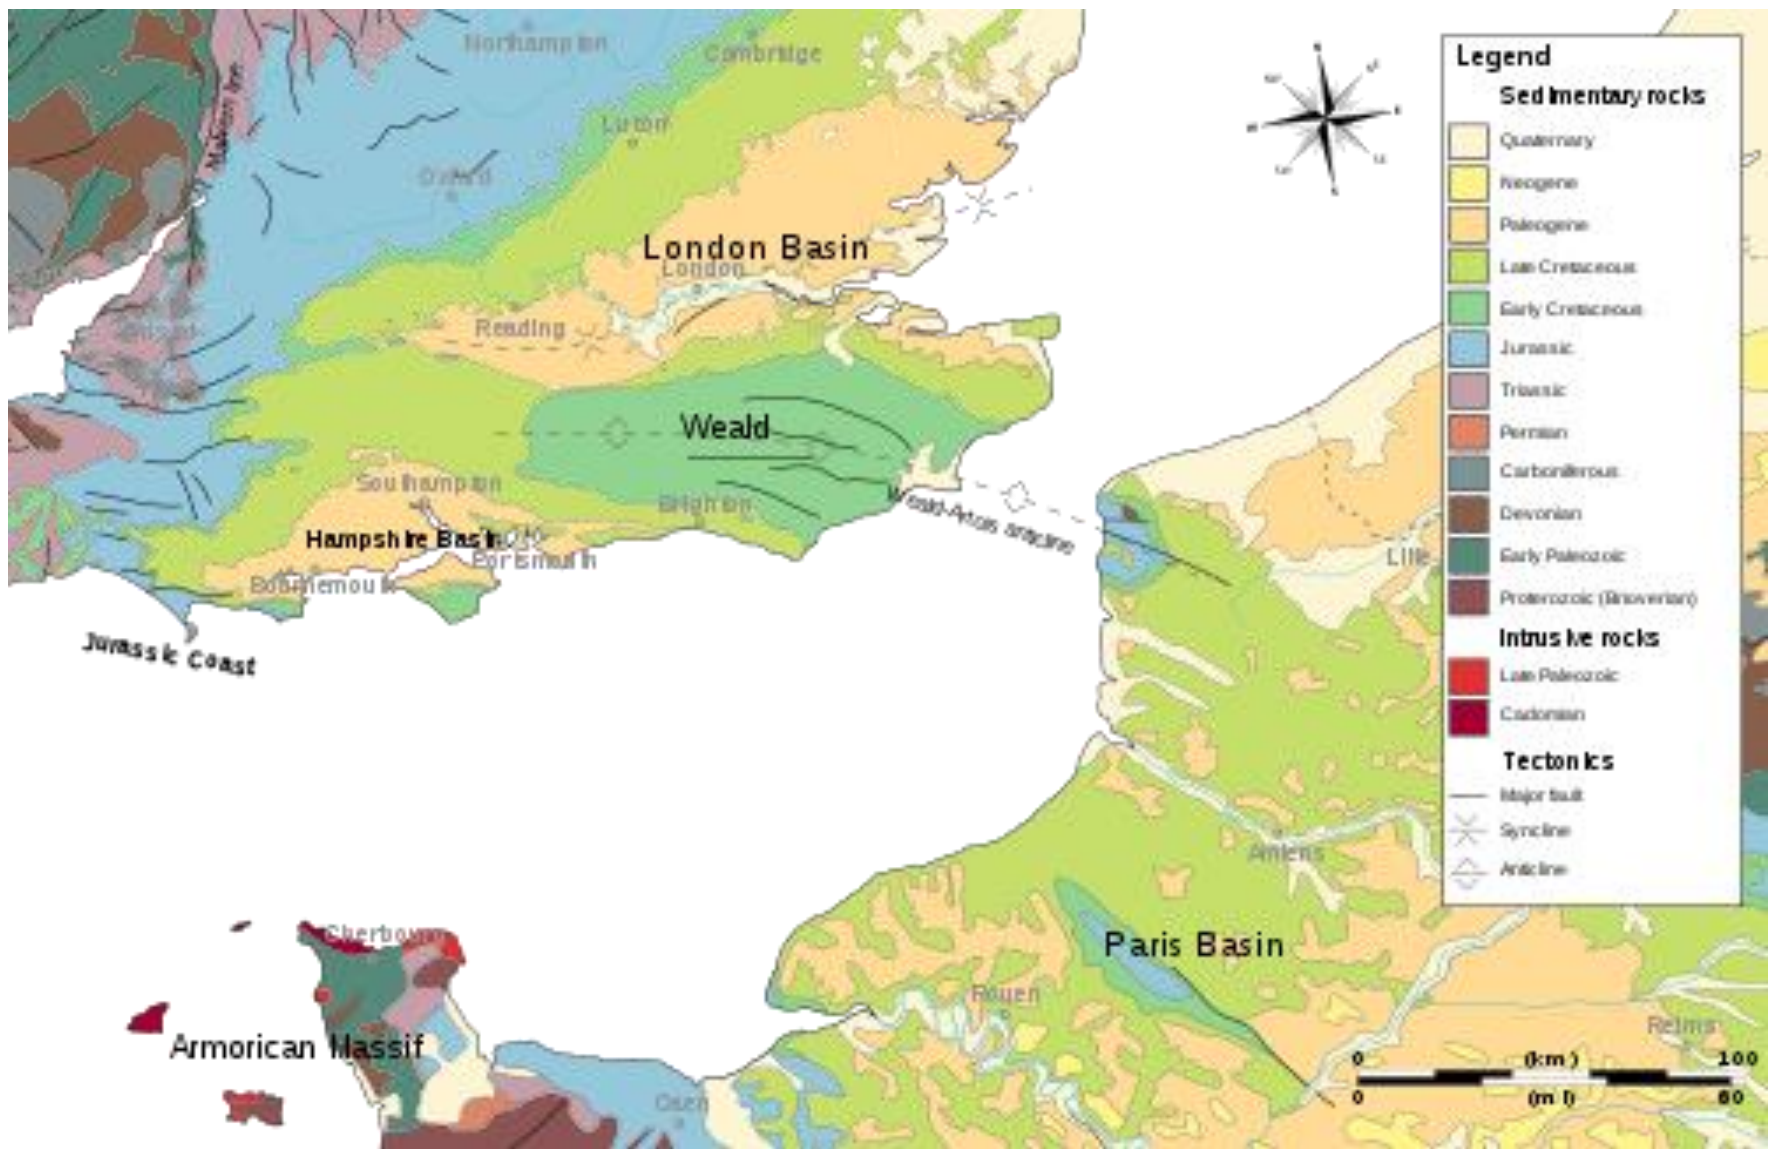 Northampton
Cambridge
Malvern line
Luton
Oxford
London Basin
London
Reading
Bristol
Weald
Southampton
Brighton
Weald-Artois anticline
Hampshire Basin
Portsmouth
Bournemouth
Jurassic Coast
Lille
Amiens
Cherbourg
Paris Basin
Rouen
Reims
Armorican Massif
Caen
Legend
Sedimentary rocks
Quaternary
Neogene
Paleogene
Late Cretaceous
Early Cretaceous
Jurassic
Triassic
Permian
Carboniferous
Devonian
Early Paleozoic
Proterozoic (Brioverian)
Intrusive rocks
Late Paleozoic
Cadomian
Tectonics
Major fault
Syncline
Anticline
0 (km) 100
0 (mi) 60
N
E
S
W